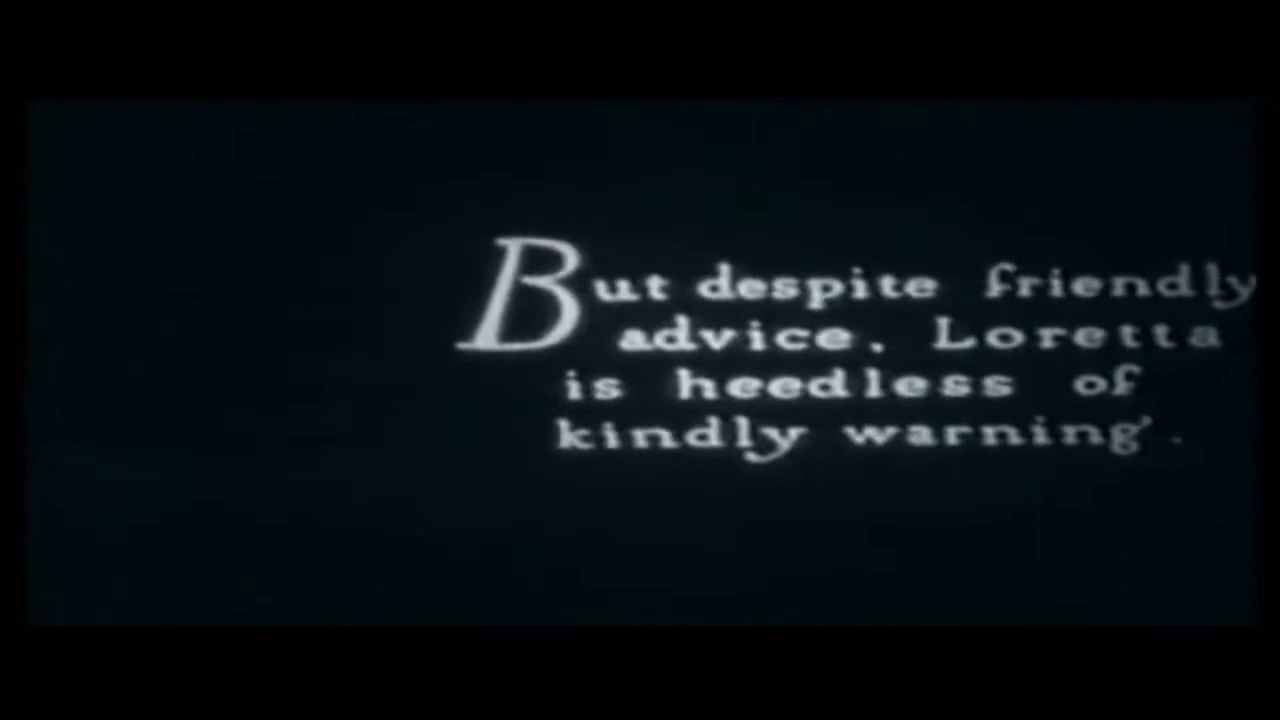 But despite friendly
advice, Loretta
is heedless of
kindly warning.